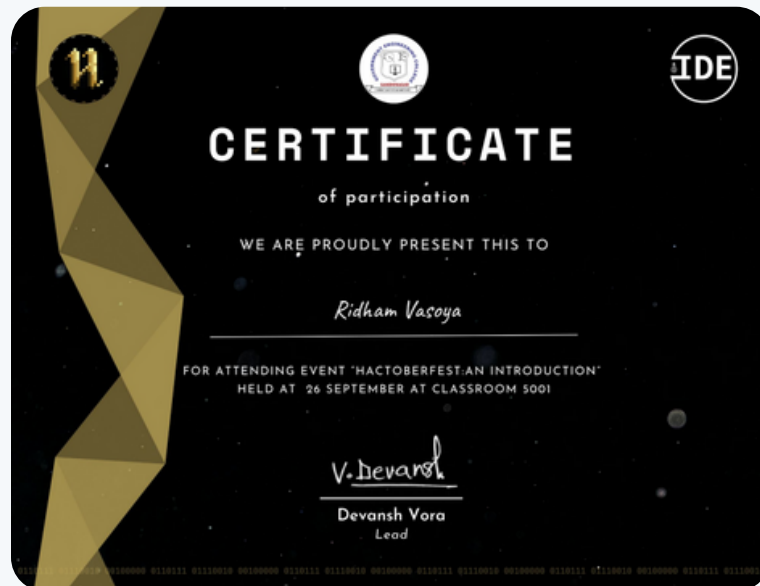 IDE
CERTIFICATE
of participation
WE ARE PROUDLY PRESENT THIS TO
Ridham Vasoya
FOR ATTENDING EVENT "HACTOBERFEST:AN INTRODUCTION"
HELD AT 26 SEPTEMBER AT CLASSROOM 5001
V.Devansh
Devansh Vora
Lead